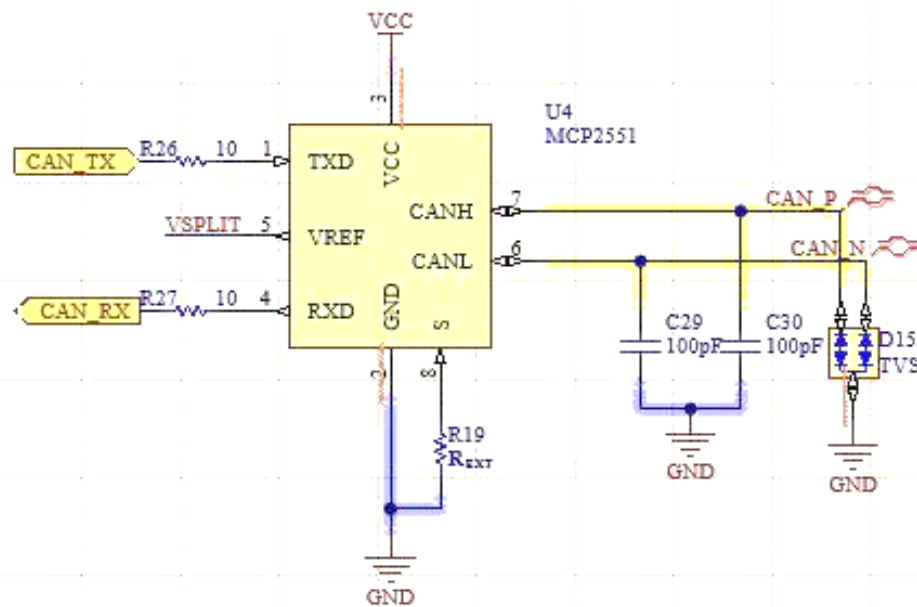 VCC
3
U4
MCP2551
CAN_TX
R26
10
1
TXD
VCC
CANH
7
CAN_P
VSPLIT
5
VREF
CANL
6
CAN_N
CAN_RX
R27
10
4
RXD
GND
S
2
8
C29
100pF
C30
100pF
D15
TVS
R19
REXT
GND
GND
GND